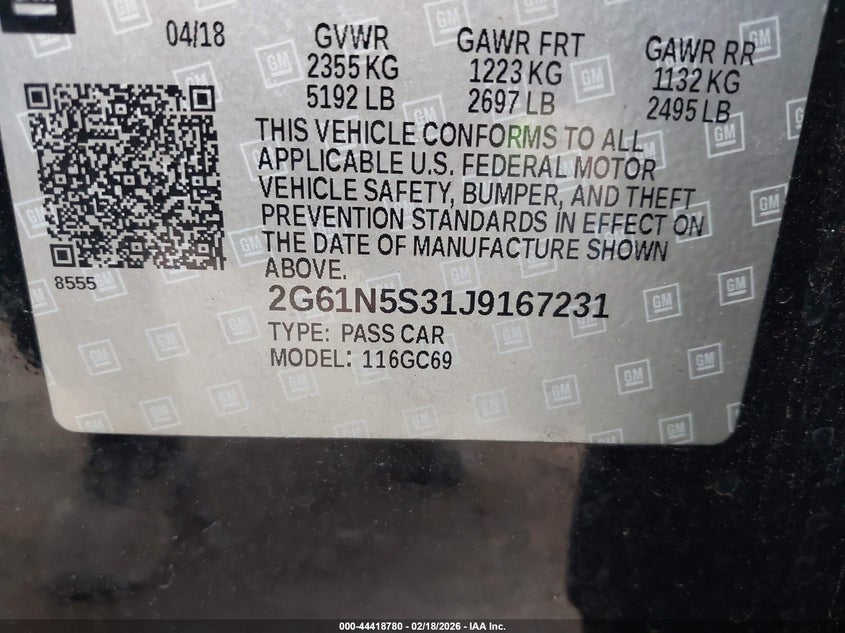 04/18
GVWR
2355 KG
5192 LB
GAWR FRT
1223 KG
2697 LB
GAWR RR
1132 KG
2495 LB
THIS VEHICLE CONFORMS TO ALL
APPLICABLE U.S. FEDERAL MOTOR
VEHICLE SAFETY, BUMPER, AND THEFT
PREVENTION STANDARDS IN EFFECT ON
THE DATE OF MANUFACTURE SHOWN
ABOVE.
8555
2G61N5S31J9167231
TYPE: PASS CAR
MODEL: 116GC69
GM
000-44418780 - 02/18/2026 - IAA Inc.